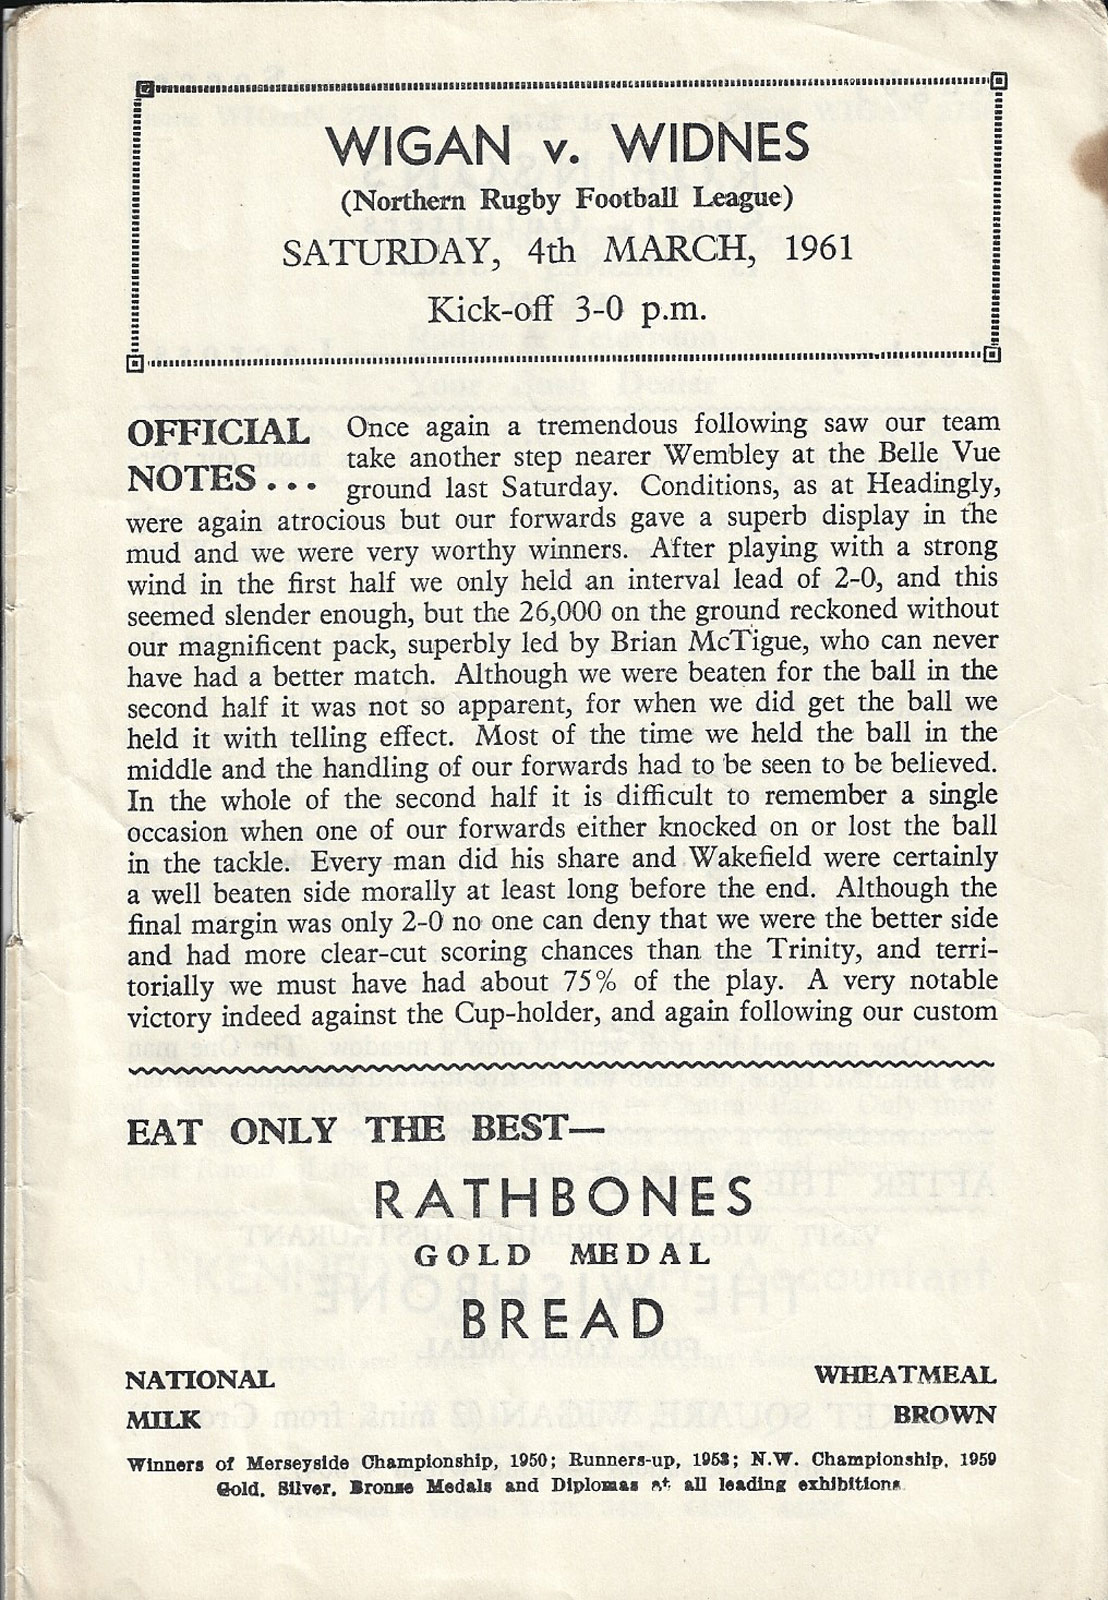 WIGAN v. WIDNES
(Northern Rugby Football League)
SATURDAY, 4th MARCH, 1961
Kick-off 3-0 p.m.
OFFICIAL
NOTES...
Once again a tremendous following saw our team
take another step nearer Wembley at the Belle Vue
ground last Saturday. Conditions, as at Headingly,
were again atrocious but our forwards gave a superb display in the
mud and we were very worthy winners. After playing with a strong
wind in the first half we only held an interval lead of 2-0, and this
seemed slender enough, but the 26,000 on the ground reckoned without
our magnificent pack, superbly led by Brian McTigue, who can never
have had a better match. Although we were beaten for the ball in the
second half it was not so apparent, for when we did get the ball we
held it with telling effect. Most of the time we held the ball in the
middle and the handling of our forwards had to be seen to be believed.
In the whole of the second half it is difficult to remember a single
occasion when one of our forwards either knocked on or lost the ball
in the tackle. Every man did his share and Wakefield were certainly
a well beaten side morally at least long before the end. Although the
final margin was only 2-0 no one can deny that we were the better side
and had more clear-cut scoring chances than the Trinity, and terri-
torially we must have had about 75% of the play. A very notable
victory indeed against the Cup-holder, and again following our custom
EAT ONLY THE BEST—
RATHBONES
GOLD MEDAL
BREAD
NATIONAL WHEATMEAL
MILK BROWN
Winners of Merseyside Championship, 1950; Runners-up, 1953; N.W. Championship, 1959
Gold, Silver, Bronze Medals and Diplomas at all leading exhibitions